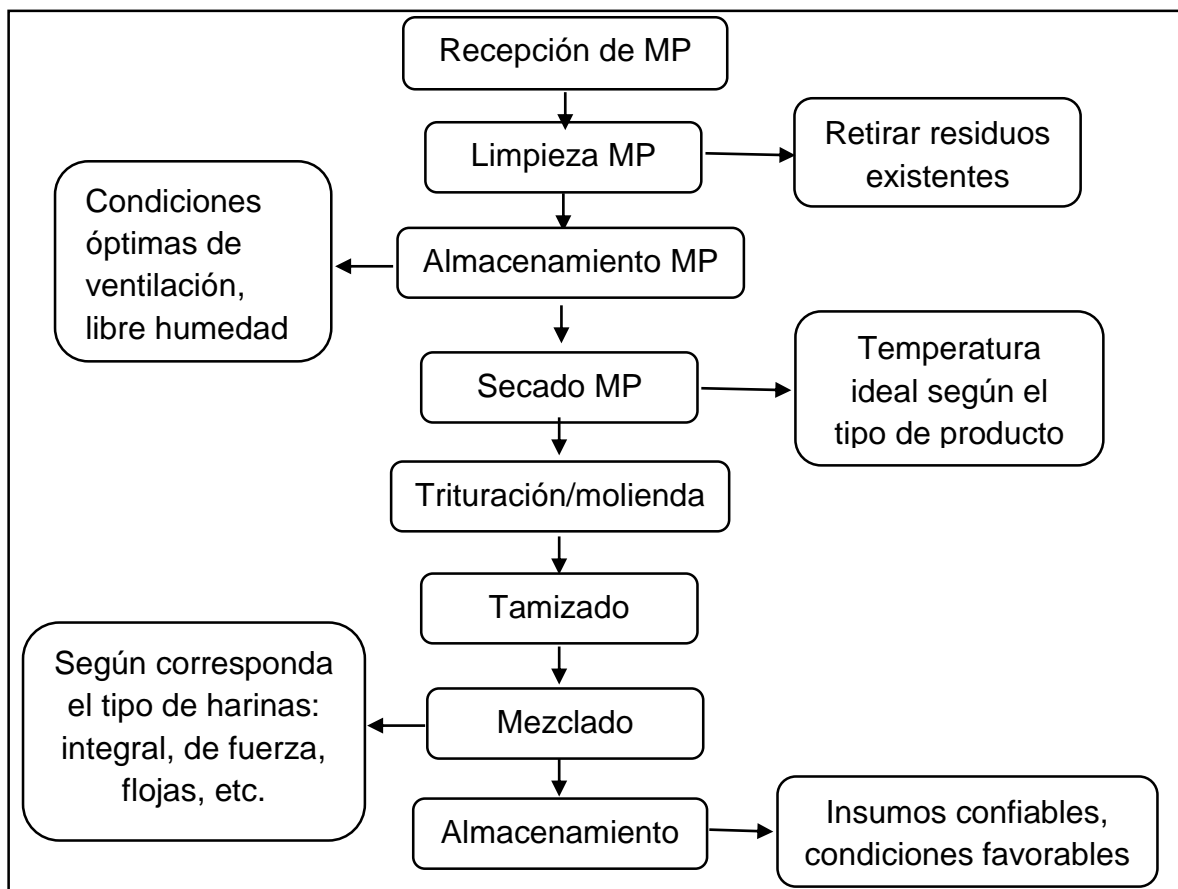 Recepción de MP
Limpieza MP
Retirar residuos
existentes
Condiciones
óptimas de
ventilación,
libre humedad
Almacenamiento MP
Secado MP
Temperatura
ideal según el
tipo de producto
Trituración/molienda
Tamizado
Según corresponda
el tipo de harinas:
integral, de fuerza,
flojas, etc.
Mezclado
Almacenamiento
Insumos confiables,
condiciones favorables